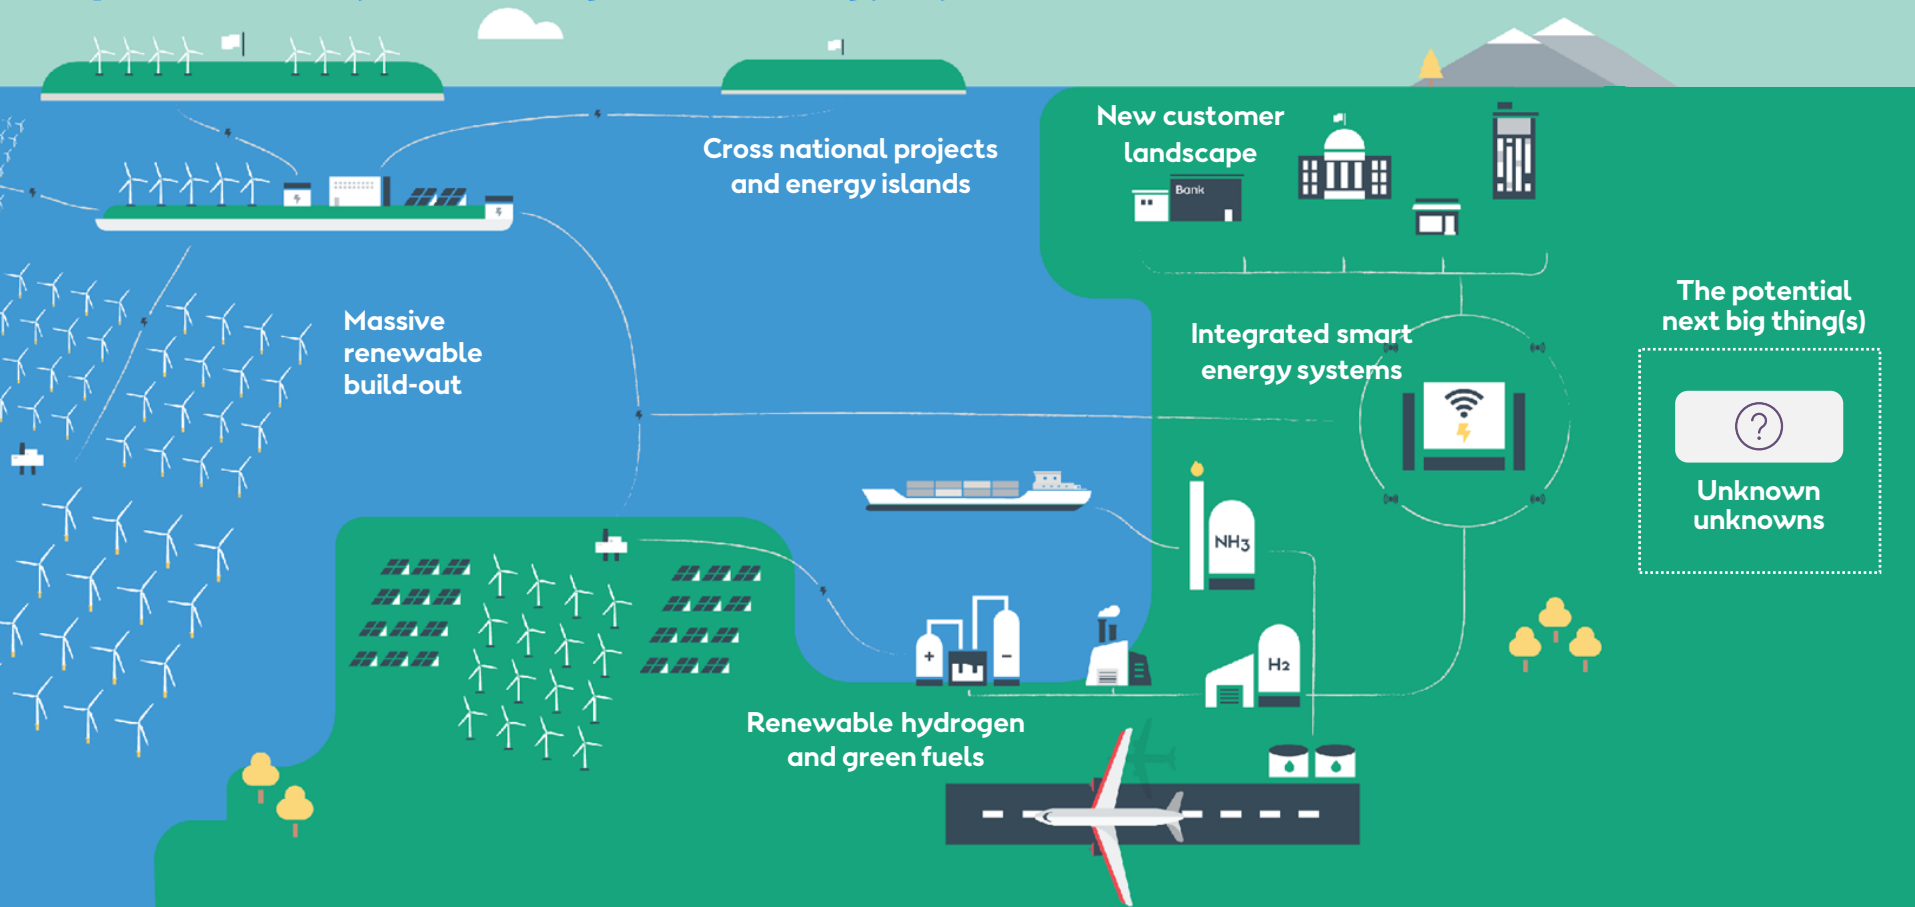 New customer
landscape
Cross national projects
and energy islands
Bank
The potential
next big thing(s)
Massive
renewable
build-out
Integrated smart
energy systems
?
Unknown
unknowns
NH3
+
-
H2
Renewable hydrogen
and green fuels